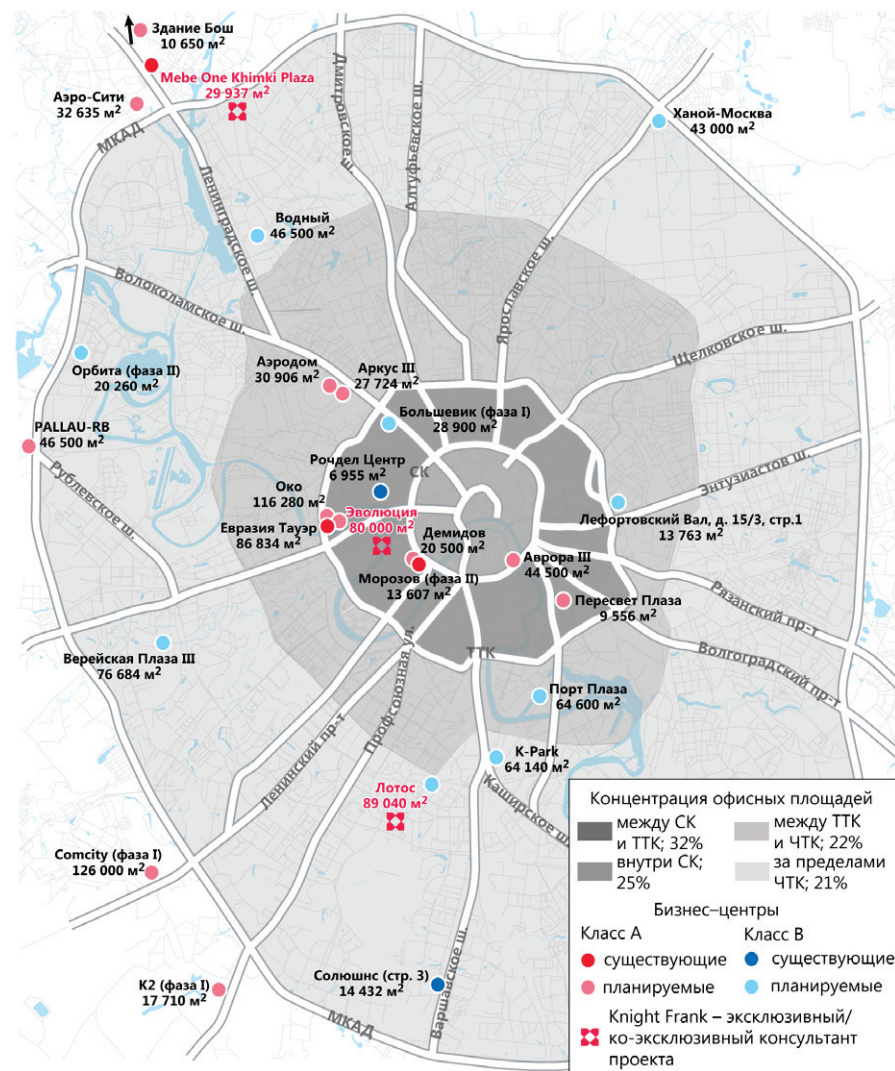 Здание Бош
10 650 м²
Mebe One Khimki Plaza
29 937 м²
Аэро-Сити
32 635 м²
МКАД
Дмитровское ш.
Алтуфьевское ш.
Ханой-Москва
43 000 м²
Ленинградское ш.
Водный
46 500 м²
Волоколамское ш.
Ярославское ш.
Щелковское ш.
Орбита (фаза II)
20 260 м²
Аэродом
30 906 м²
Аркус III
27 724 м²
Большевик (фаза I)
28 900 м²
PALLAU-RB
46 500 м²
Рублевское ш.
Рочдел Центр
6 955 м²
СК
Энтузиастов ш.
Око
116 280 м²
Эволюция
80 000 м²
Евразия Тауэр
86 834 м²
Демидов
20 500 м²
Лефортовский Вал, д. 15/3, стр.1
13 763 м²
Аврора III
44 500 м²
Морозов (фаза II)
13 607 м²
Пересвет Плаза
9 556 м²
Рязанский пр-т
Волгоградский пр-т
ТТК
Верейская Плаза III
76 684 м²
Профсоюзная ул.
Порт Плаза
64 600 м²
K-Park
64 140 м²
Ленинский пр-т
Каширское ш.
Лотос
89 040 м²
Comcity (фаза I)
126 000 м²
K2 (фаза I)
17 710 м²
Солюшнс (стр. 3)
14 432 м²
Варшавское ш.
МКАД
Концентрация офисных площадей
между СК
и ТТК; 32%
между ТТК
и ЧТК; 22%
внутри СК;
25%
за пределами
ЧТК; 21%
Бизнес–центры
Класс А
Класс В
существующие
существующие
планируемые
планируемые
Knight Frank – эксклюзивный/
ко-эксклюзивный консультант
проекта